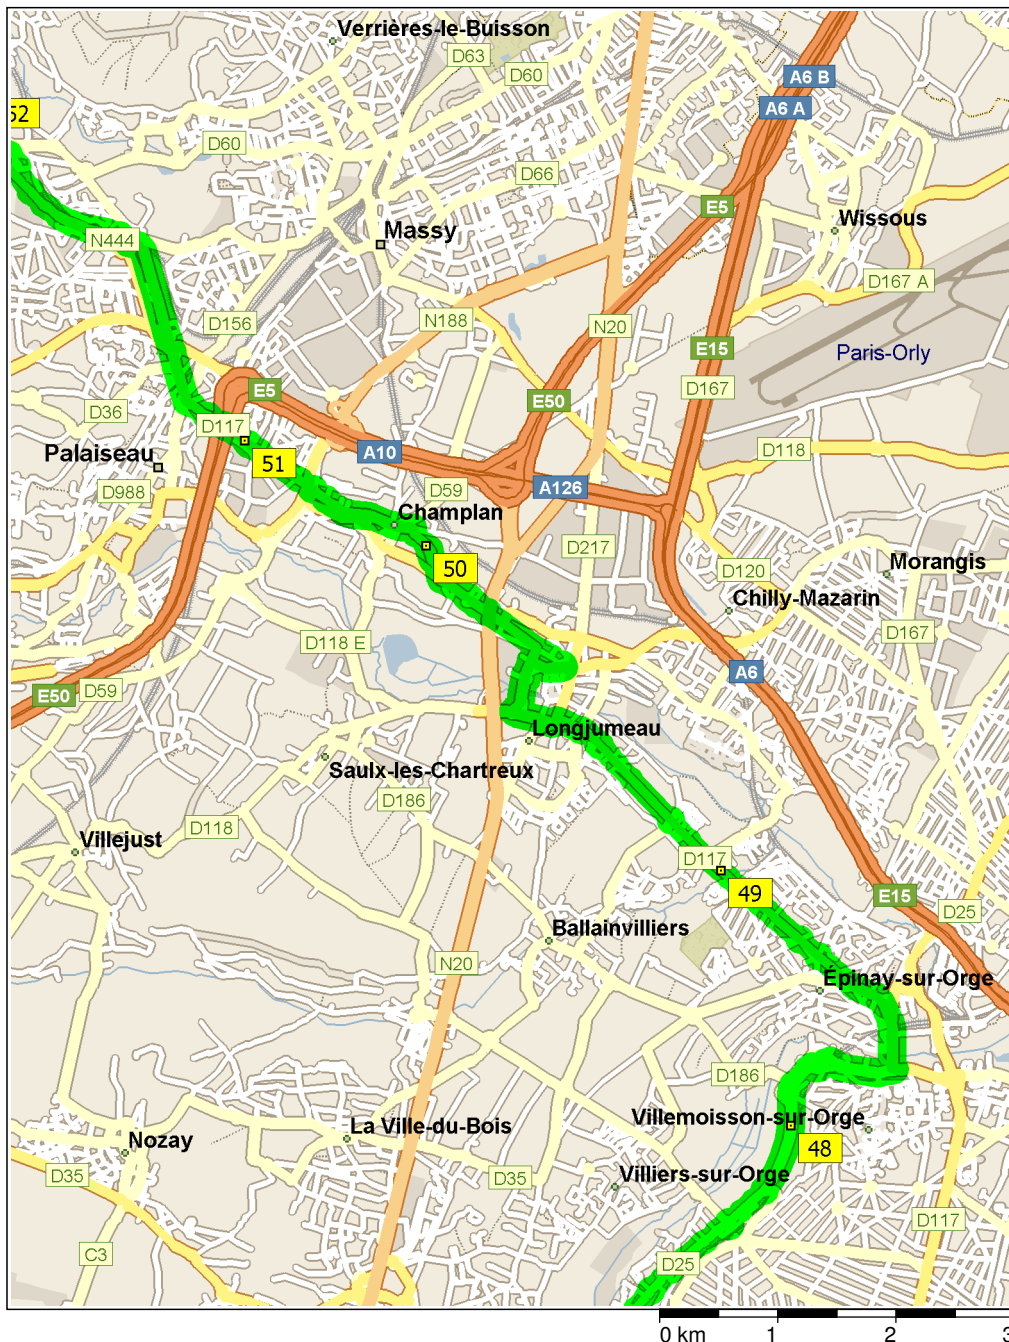 Verrières-le-Buisson
D63
D60
A6 B
A6 A
52
D60
D66
E5
Wissous
Massy
N444
D167 A
D156
N188
N20
E15
Paris-Orly
D167
E5
E50
D36
D117
Palaiseau
A10
D118
51
D988
D59
A126
Champlan
D217
50
D120
Morangis
Chilly-Mazarin
D167
D118 E
A6
E50
D59
Longjumeau
Saulx-les-Chartreux
D186
D118
Villejust
D117
49
E15
D25
Ballainvilliers
N20
Épinay-sur-Orge
D186
Villemoisson-sur-Orge
La Ville-du-Bois
Nozay
48
D35
D35
Villiers-sur-Orge
D117
C3
D25
0 km 1 2 3